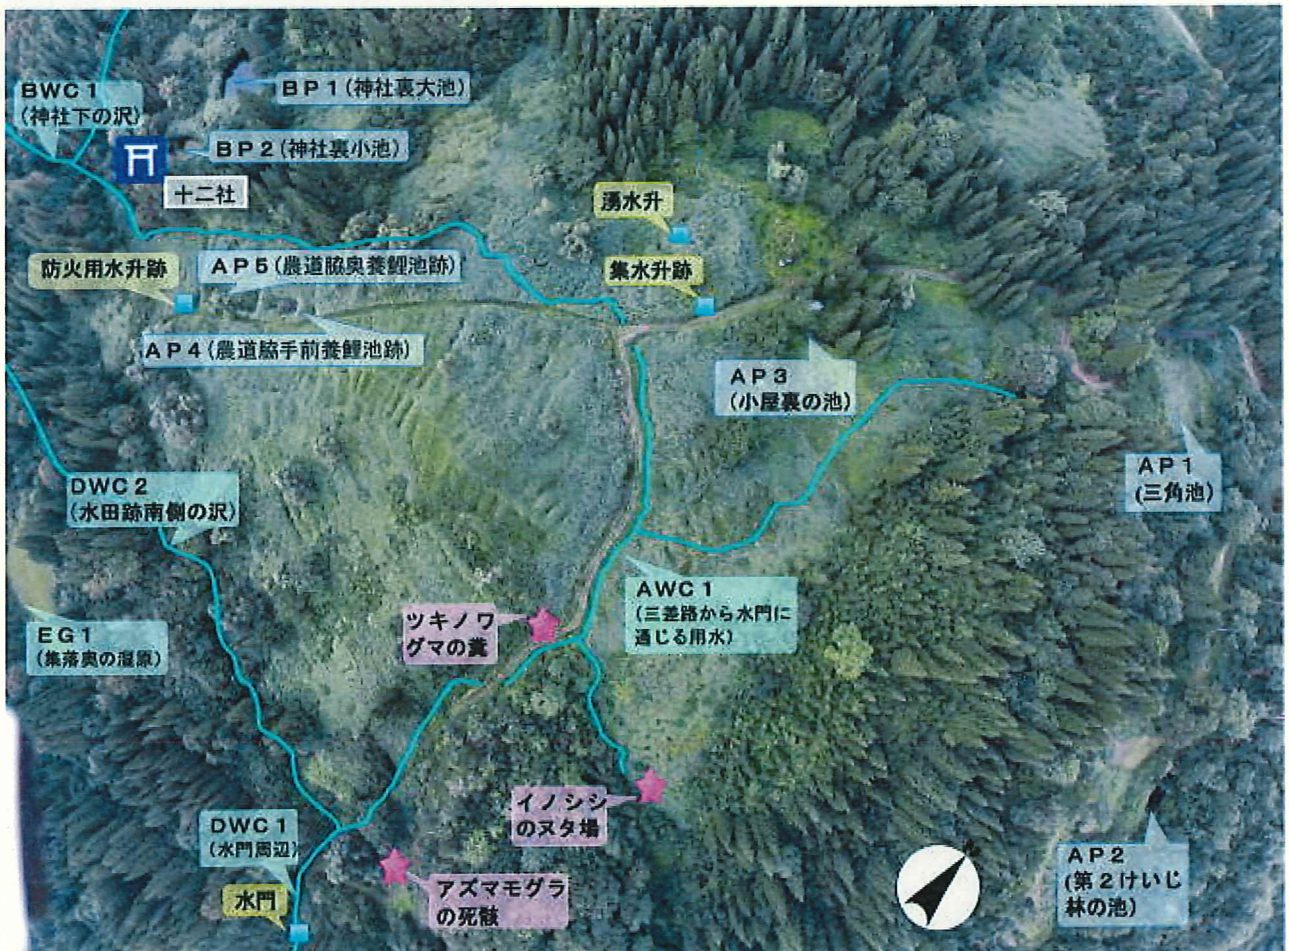 BWC1
(神社下の沢)
BP1(神社裏大池)
BP2(神社裏小池)
十二社
湧水升
防火用水升跡
AP5(農道脇奥養鯉池跡)
集水升跡
AP4(農道脇手前養鯉池跡)
AP3
(小屋裏の池)
AP1
(三角池)
DWC2
(水田跡南側の沢)
AWC1
(三差路から水門に
通じる用水)
ツキノワ
グマの糞
EG1
(集落奥の湿原)
イノシシ
のヌタ場
DWC1
(水門周辺)
AP2
(第2けいじ
林の池)
アズマモグラ
の死骸
水門
N